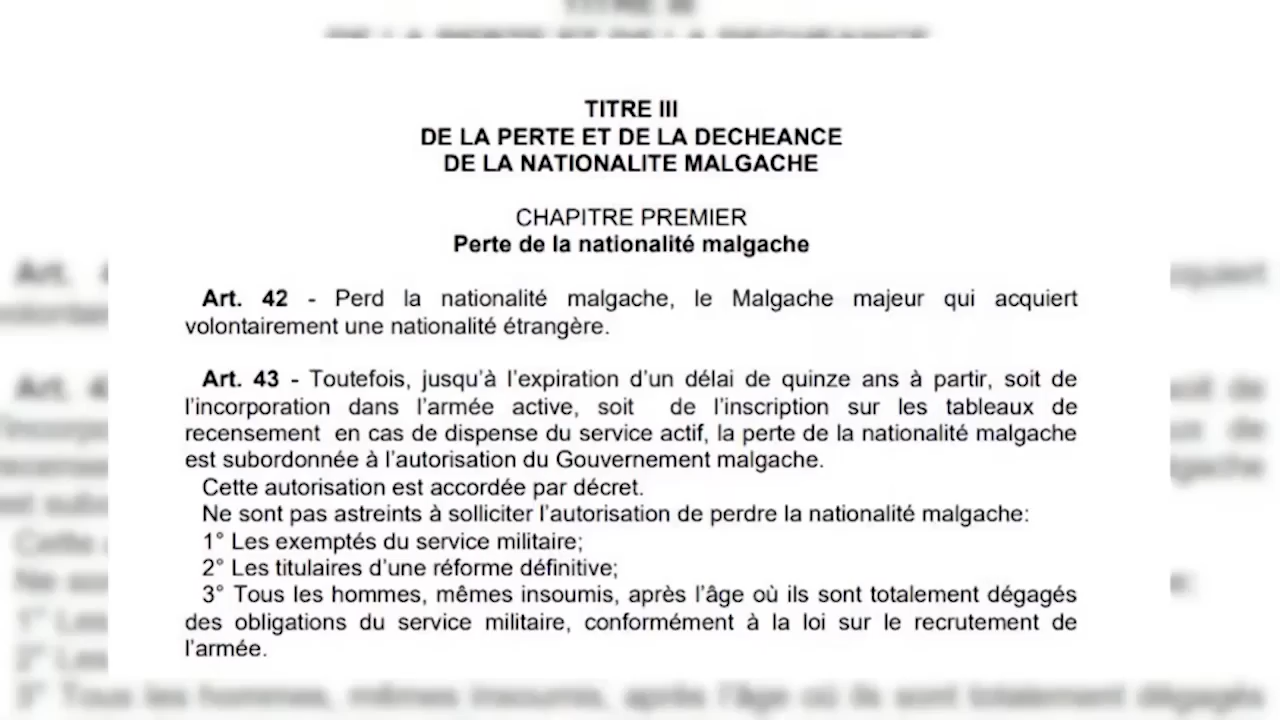 TITRE III
DE LA PERTE ET DE LA DECHEANCE
DE LA NATIONALITE MALGACHE
CHAPITRE PREMIER
Perte de la nationalité malgache
Art. 42 - Perd la nationalité malgache, le Malgache majeur qui acquiert
volontairement une nationalité étrangère.
Art. 43 - Toutefois, jusqu'à l'expiration d'un délai de quinze ans à partir, soit de
l'incorporation dans l'armée active, soit de l'inscription sur les tableaux de
recensement en cas de dispense du service actif, la perte de la nationalité malgache
est subordonnée à l'autorisation du Gouvernement malgache.
Cette autorisation est accordée par décret.
Ne sont pas astreints à solliciter l'autorisation de perdre la nationalité malgache:
1° Les exemptés du service militaire;
2° Les titulaires d'une réforme définitive;
3° Tous les hommes, mêmes insoumis, après l'âge où ils sont totalement dégagés
des obligations du service militaire, conformément à la loi sur le recrutement de
l'armée.